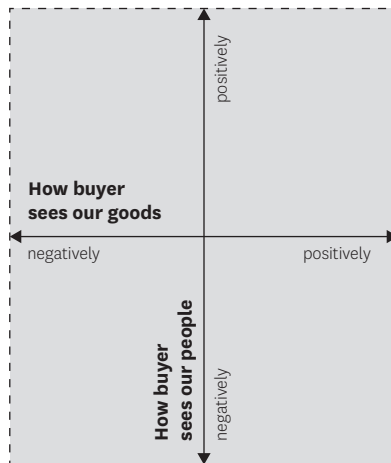 positively
How buyer
sees our goods
negatively
positively
How buyer
sees our people
negatively